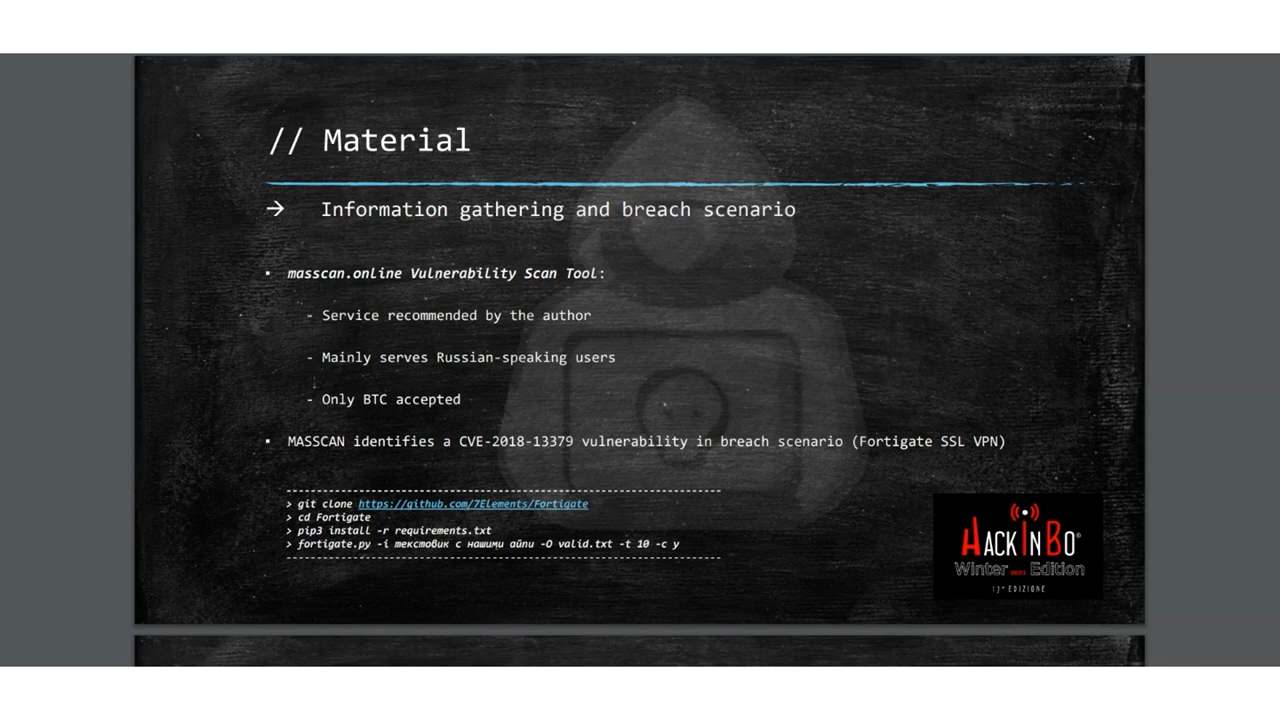 // Material
→ Information gathering and breach scenario
▪ masscan.online Vulnerability Scan Tool:
- Service recommended by the author
- Mainly serves Russian-speaking users
- Only BTC accepted
▪ MASSCAN identifies a CVE-2018-13379 vulnerability in breach scenario (Fortigate SSL VPN)
> git clone https://github.com/7Elements/Fortigate
> cd Fortigate
> pip3 install -r requirements.txt
> fortigate.py -i текстовик с нашими айпи -O valid.txt -t 10 -c y
HACKINBO®
Winter Edition
17ª EDIZIONE